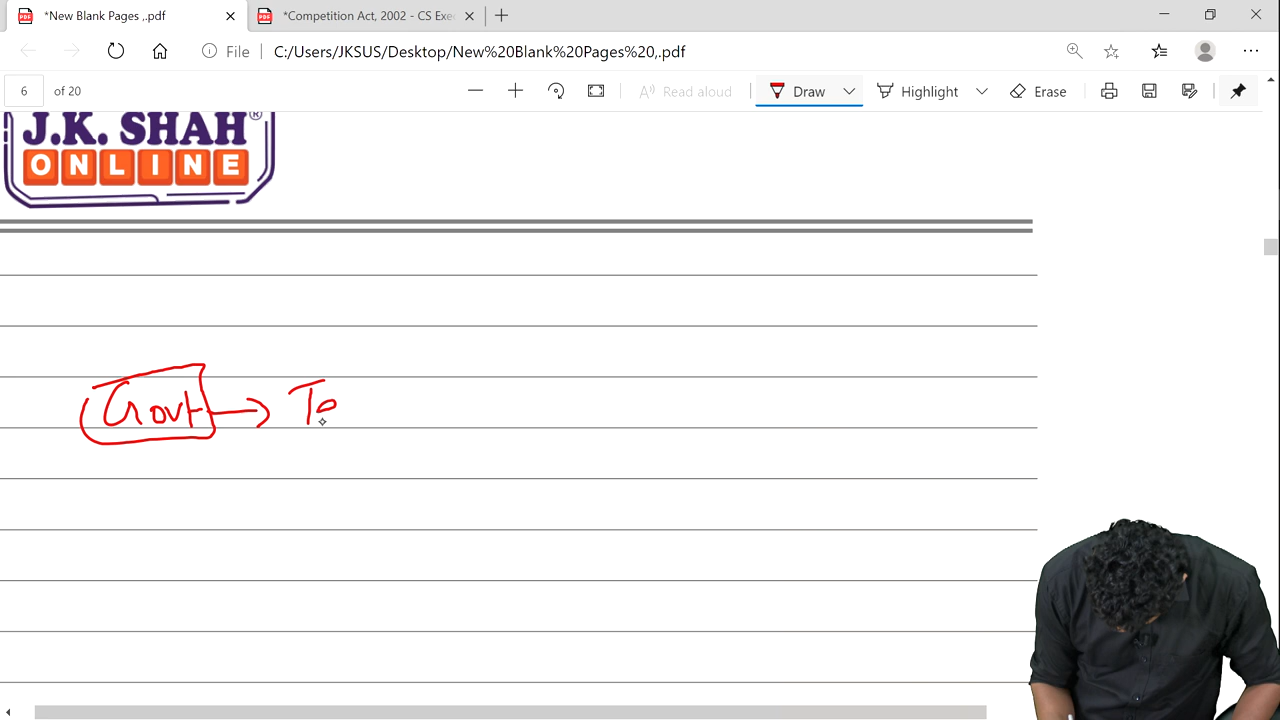 *New Blank Pages ,.pdf
*Competition Act, 2002 - CS Exe
File
C:/Users/JKSUS/Desktop/New%20Blank%20Pages%20,.pdf
6 of 20
Read aloud
Draw
Highlight
Erase
J.K. SHAH®
ONLINE
Govt → To